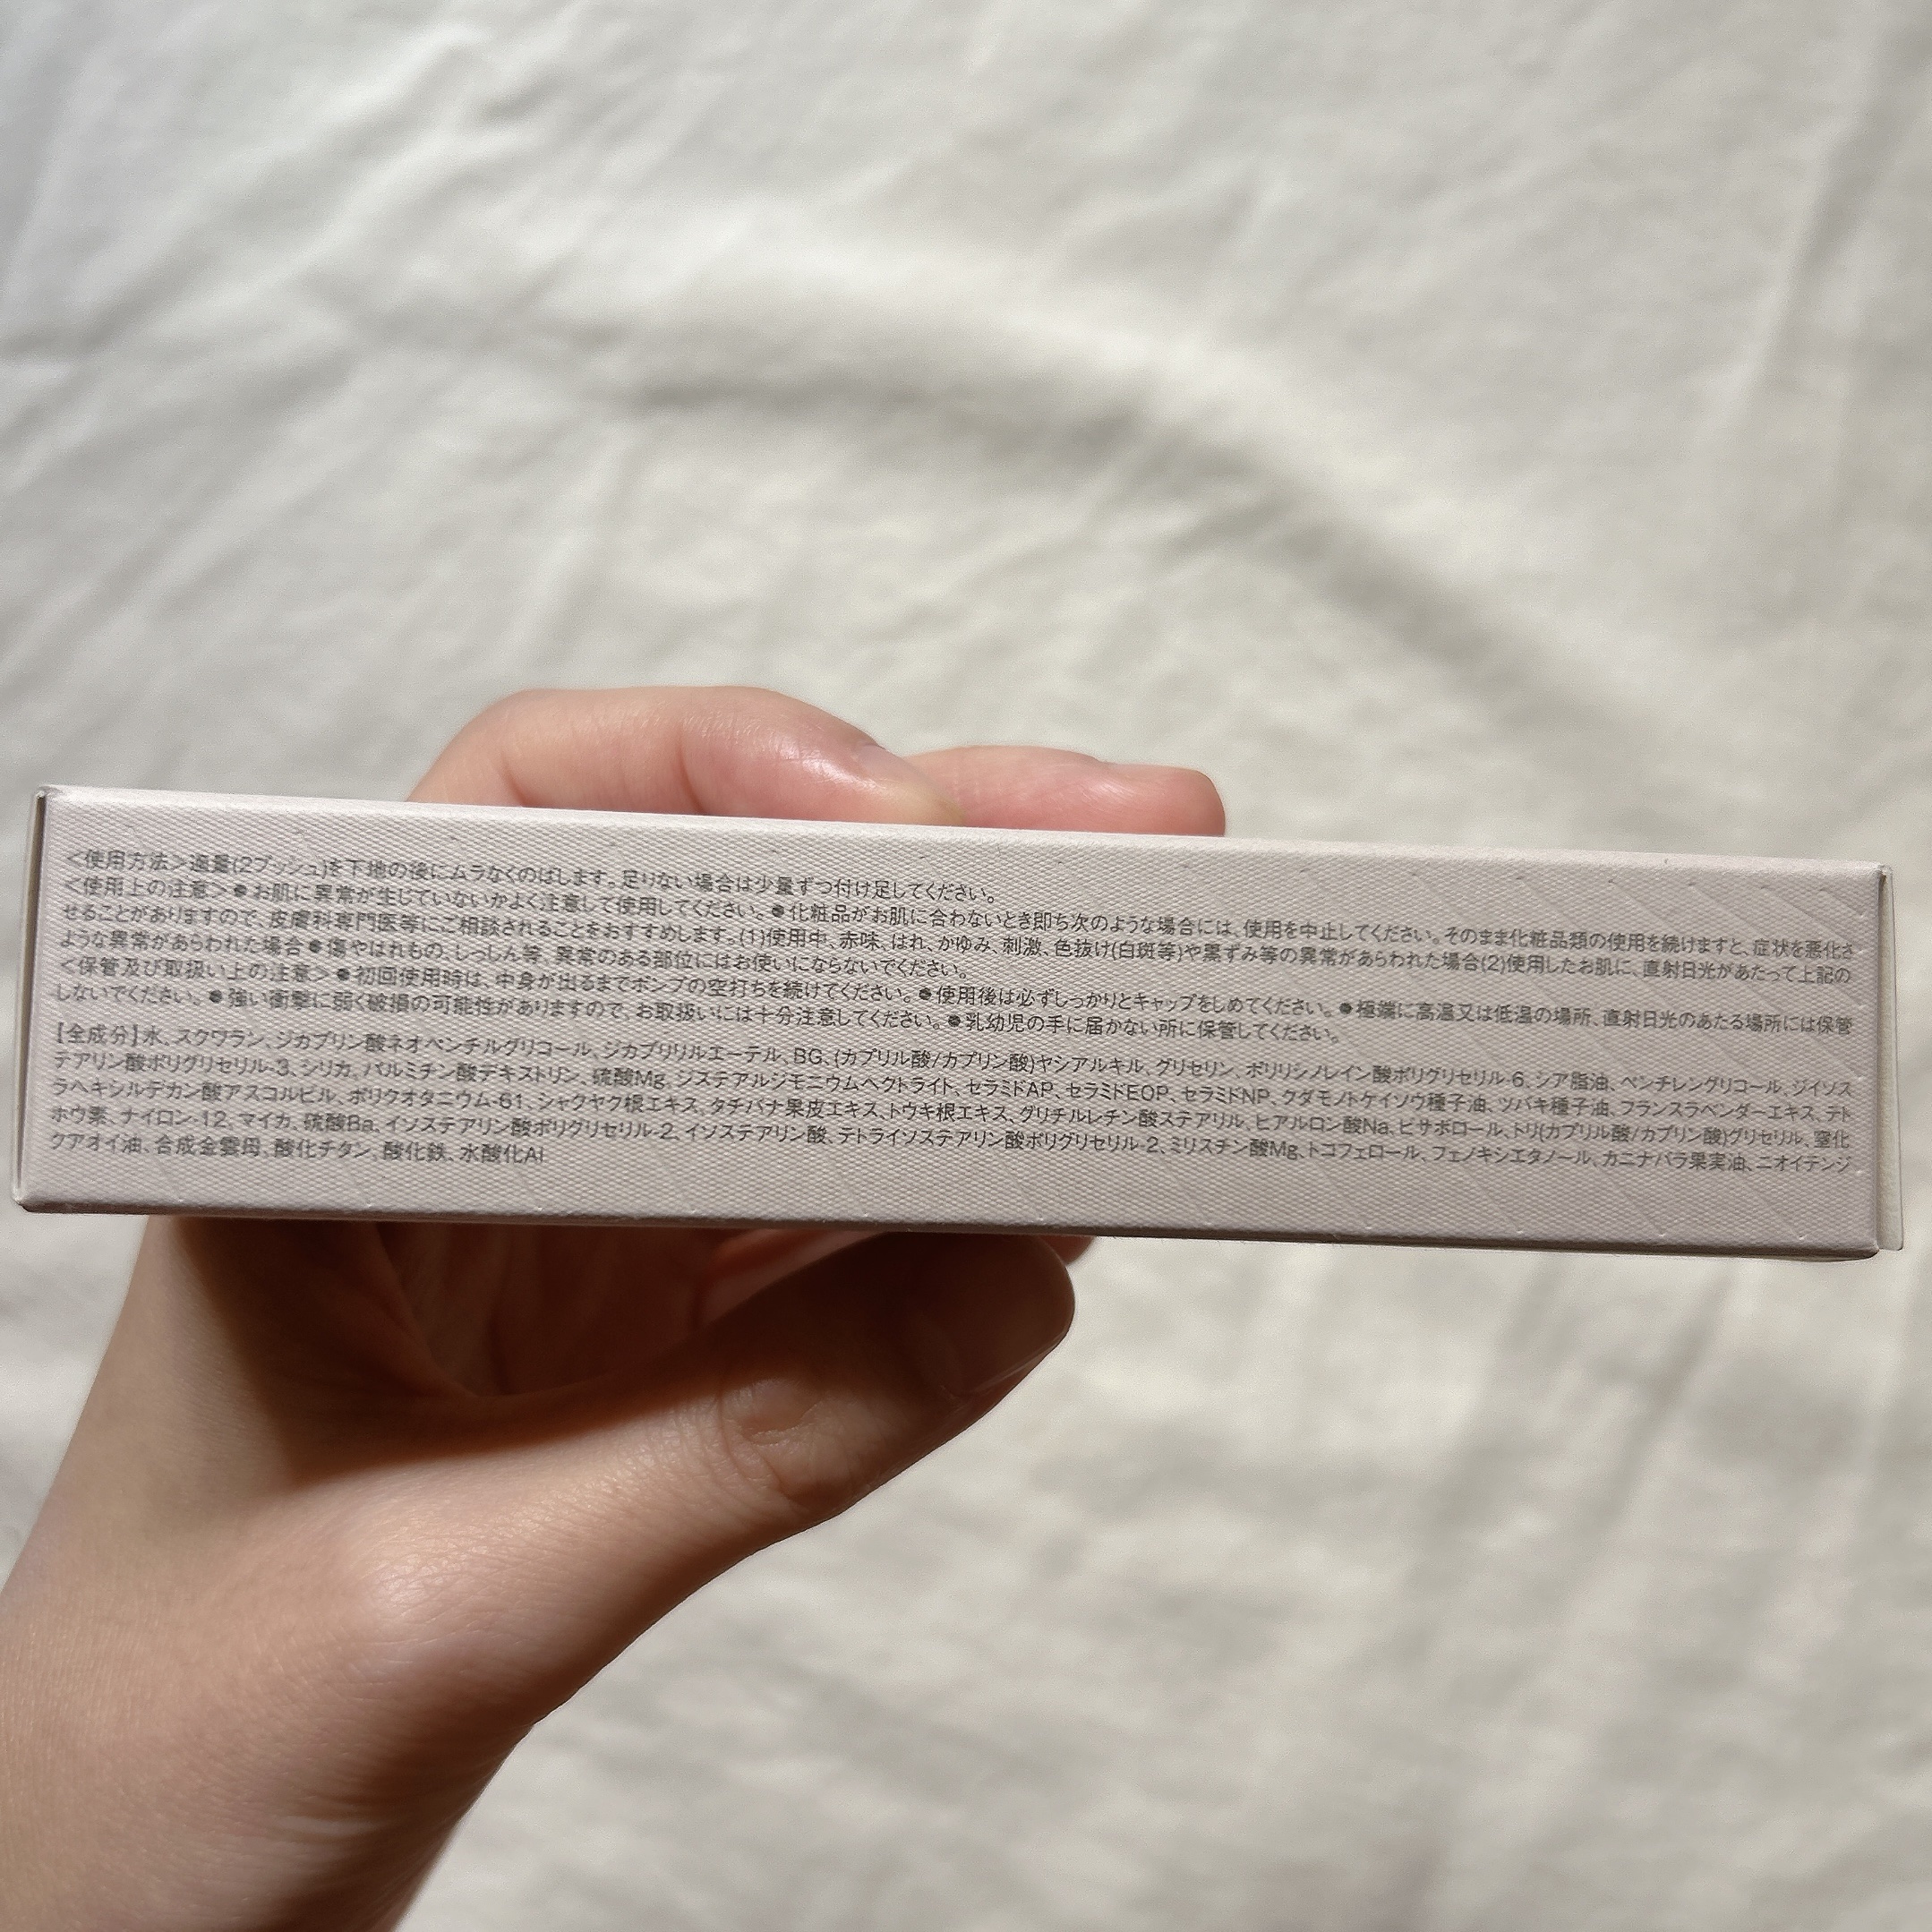 <使用方法>適量(2プッシュ)を下地の後にムラなくのばします。足りない場合は少量ずつ付け足してください。
<使用上の注意>●お肌に異常が生じていないかよく注意して使用してください。●化粧品がお肌に合わないとき即ち次のような場合には、使用を中止してください。そのまま化粧品類の使用を続けますと、症状を悪化さ
せることがありますので、皮膚科専門医等にご相談されることをおすすめします。(1)使用中、赤味、はれ、かゆみ、刺激、色抜け(白斑等)や黒ずみ等の異常があらわれた場合(2)使用したお肌に、直射日光があたって上記の
ような異常があらわれた場合●傷やはれもの、しっしん等、異常のある部位にはお使いにならないでください。
<保管及び取扱い上の注意>●初回使用時は、中身が出るまでポンプの空打ちを続けてください。●使用後は必ずしっかりとキャップをしめてください。●極端に高温又は低温の場所、直射日光のあたる場所には保管
しないでください。●強い衝撃に弱く破損の可能性がありますので、お取扱いには十分注意してください。●乳幼児の手に届かない所に保管してください。
【全成分】水、スクワラン、ジカプリン酸ネオペンチルグリコール、ジカプリリルエーテル、BG、(カプリル酸/カプリン酸)ヤシアルキル、グリセリン、ポリリシノレイン酸ポリグリセリル-6、シア脂油、ペンチレングリコール、ジイソス
テアリン酸ポリグリセリル-3、シリカ、パルミチン酸デキストリン、硫酸Mg、ジステアルジモニウムヘクトライト、セラミドAP、セラミドEOP、セラミドNP、クダモノトケイソウ種子油、ツバキ種子油、フランスラベンダーエキス、テト
ラヘキシルデカン酸アスコルビル、ポリクオタニウム-61、シャクヤク根エキス、タチバナ果皮エキス、トウキ根エキス、グリチルレチン酸ステアリル、ヒアルロン酸Na、ビサボロール、トリ(カプリル酸/カプリン酸)グリセリル、窒化
ホウ素、ナイロン-12、マイカ、硫酸Ba、イソステアリン酸ポリグリセリル-2、イソステアリン酸、テトライソステアリン酸ポリグリセリル-2、ミリスチン酸Mg、トコフェロール、フェノキシエタノール、カニナバラ果実油、ニオイテンジ
クアオイ油、合成金雲母、酸化チタン、酸化鉄、水酸化Al